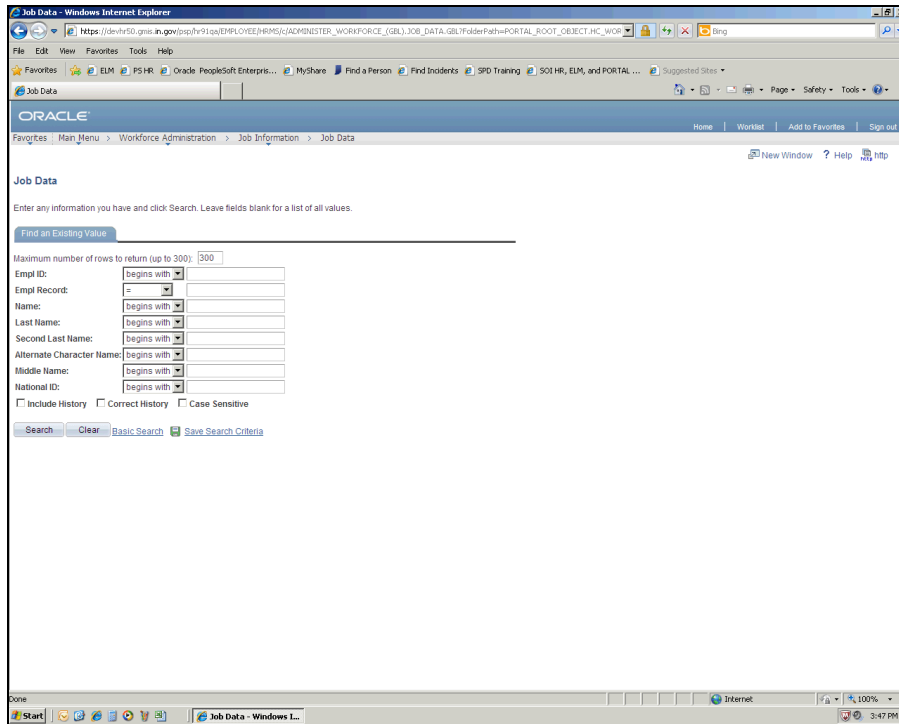 Job Data - Windows Internet Explorer
https://devhr50.gmis.in.gov/psp/hr91qa/EMPLOYEE/HRMS/c/ADMINISTER_WORKFORCE_(GBL).JOB_DATA.GBL?FolderPath=PORTAL_ROOT_OBJECT.HC_WOR Bing
File Edit View Favorites Tools Help
Favorites ELM PS HR Oracle PeopleSoft Enterpris... MyShare Find a Person Find Incidents SPD Training SOI HR, ELM, and PORTAL ... Suggested Sites
Job Data Page Safety Tools
ORACLE
Home | Worklist | Add to Favorites | Sign out
Favorites | Main Menu > Workforce Administration > Job Information > Job Data
New Window ? Help http
Job Data
Enter any information you have and click Search. Leave fields blank for a list of all values.
Find an Existing Value
Maximum number of rows to return (up to 300): 300
Empl ID: begins with
Empl Record: =
Name: begins with
Last Name: begins with
Second Last Name: begins with
Alternate Character Name: begins with
Middle Name: begins with
National ID: begins with
Include History Correct History Case Sensitive
Search Clear Basic Search Save Search Criteria
Done Internet 100%
Start Job Data - Windows I... 3:47 PM